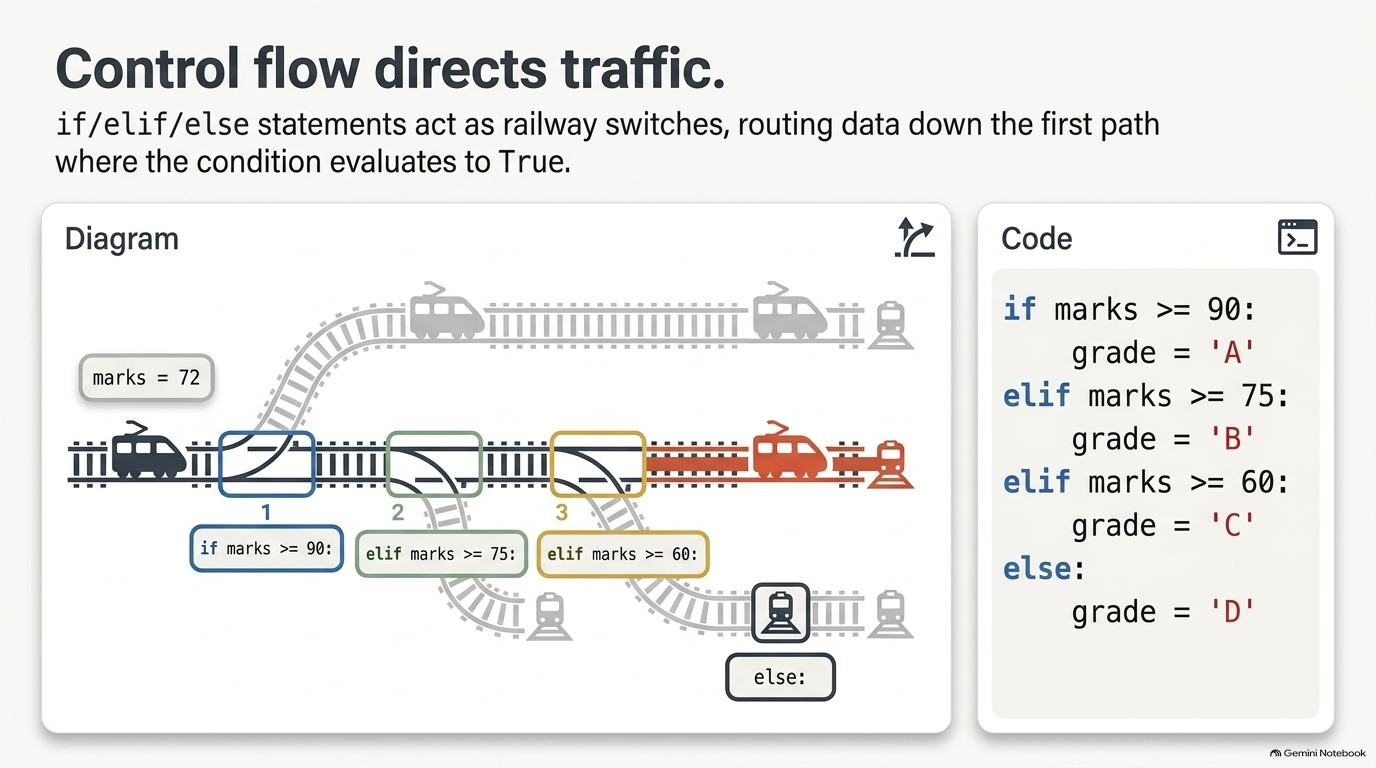 Control flow directs traffic.
if/elif/else statements act as railway switches, routing data down the first path
where the condition evaluates to True.
Diagram
marks = 72
1
2
3
if marks >= 90:
elif marks >= 75:
elif marks >= 60:
else:
Code
if marks >= 90:
    grade = 'A'
elif marks >= 75:
    grade = 'B'
elif marks >= 60:
    grade = 'C'
else:
    grade = 'D'
Gemini Notebook